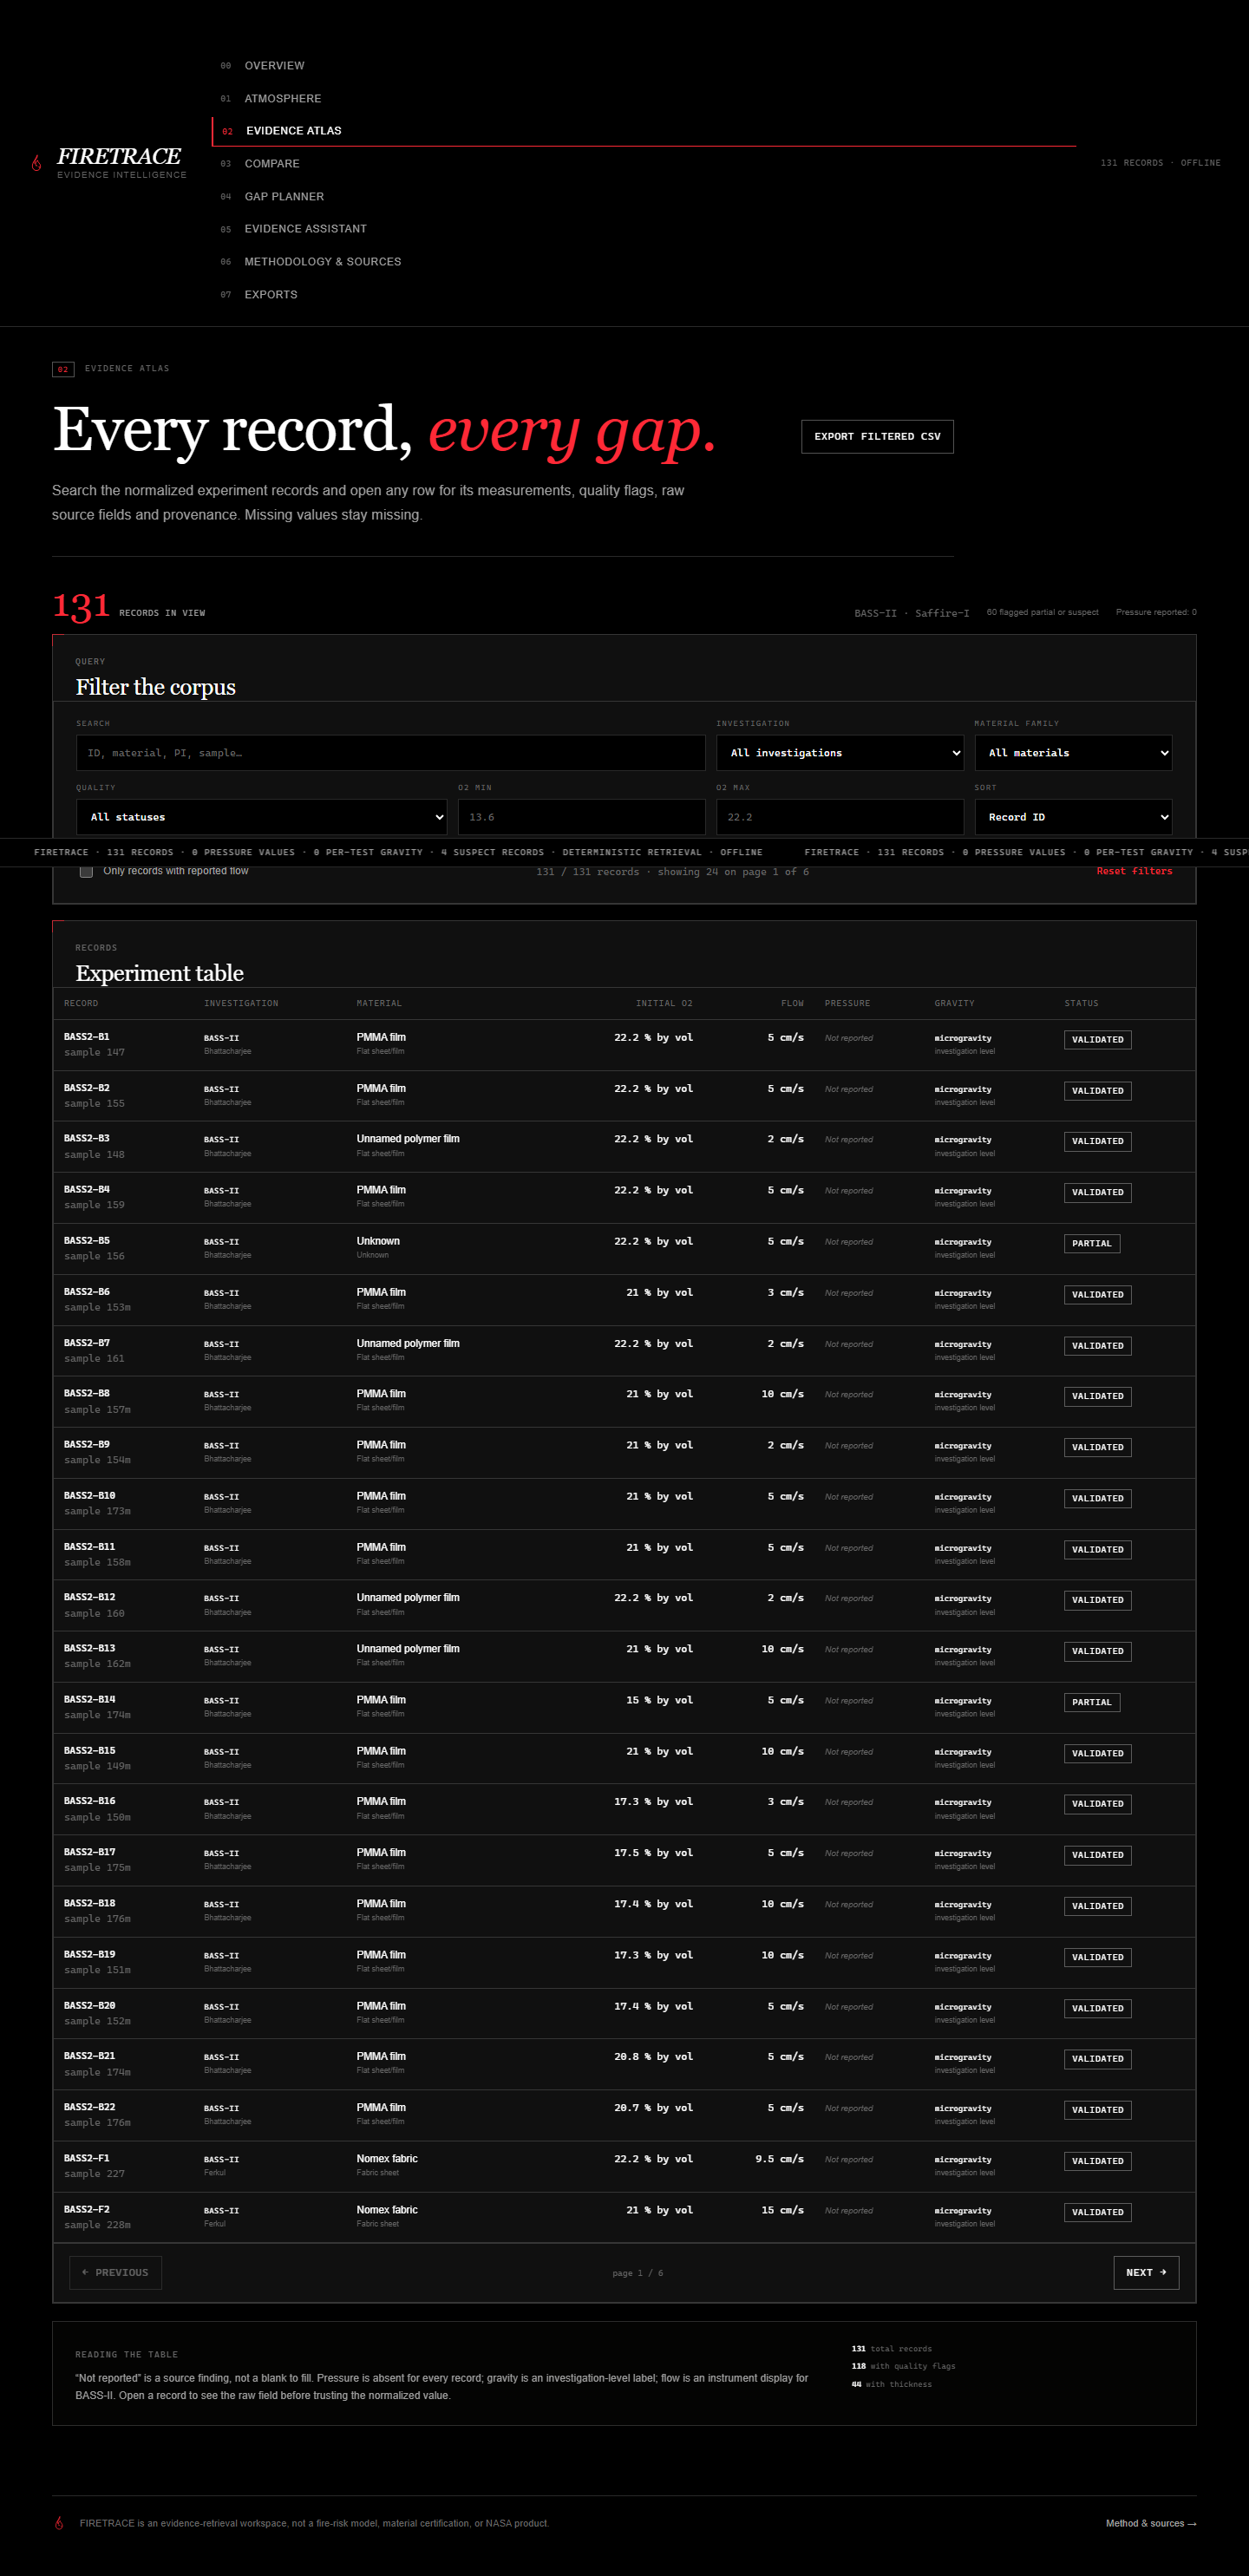 00 OVERVIEW
01 ATMOSPHERE
02 EVIDENCE ATLAS
03 COMPARE
04 GAP PLANNER
05 EVIDENCE ASSISTANT
06 METHODOLOGY & SOURCES
07 EXPORTS
FIRETRACE
EVIDENCE INTELLIGENCE
131 RECORDS · OFFLINE
02 EVIDENCE ATLAS
Every record, every gap.
EXPORT FILTERED CSV
Search the normalized experiment records and open any row for its measurements, quality flags, raw
source fields and provenance. Missing values stay missing.
131 RECORDS IN VIEW
BASS-II · Saffire-I 60 flagged partial or suspect Pressure reported: 0
QUERY
Filter the corpus
SEARCH INVESTIGATION MATERIAL FAMILY
ID, material, PI, sample… All investigations All materials
QUALITY O2 MIN O2 MAX SORT
All statuses 13.6 22.2 Record ID
FIRETRACE · 131 RECORDS · 0 PRESSURE VALUES · 0 PER-TEST GRAVITY · 4 SUSPECT RECORDS · DETERMINISTIC RETRIEVAL · OFFLINE FIRETRACE · 131 RECORDS · 0 PRESSURE VALUES · 0 PER-TEST GRAVITY · 4 SUSP
Only records with reported flow 131 / 131 records · showing 24 on page 1 of 6 Reset filters
RECORDS
Experiment table
RECORD INVESTIGATION MATERIAL INITIAL O2 FLOW PRESSURE GRAVITY STATUS
BASS2-B1 BASS-II PMMA film 22.2 % by vol 5 cm/s Not reported microgravity VALIDATED
sample 147 Bhattacharjee Flat sheet/film investigation level
BASS2-B2 BASS-II PMMA film 22.2 % by vol 5 cm/s Not reported microgravity VALIDATED
sample 155 Bhattacharjee Flat sheet/film investigation level
BASS2-B3 BASS-II Unnamed polymer film 22.2 % by vol 2 cm/s Not reported microgravity VALIDATED
sample 148 Bhattacharjee Flat sheet/film investigation level
BASS2-B4 BASS-II PMMA film 22.2 % by vol 5 cm/s Not reported microgravity VALIDATED
sample 159 Bhattacharjee Flat sheet/film investigation level
BASS2-B5 BASS-II Unknown 22.2 % by vol 5 cm/s Not reported microgravity PARTIAL
sample 156 Bhattacharjee Unknown investigation level
BASS2-B6 BASS-II PMMA film 21 % by vol 3 cm/s Not reported microgravity VALIDATED
sample 153m Bhattacharjee Flat sheet/film investigation level
BASS2-B7 BASS-II Unnamed polymer film 22.2 % by vol 2 cm/s Not reported microgravity VALIDATED
sample 161 Bhattacharjee Flat sheet/film investigation level
BASS2-B8 BASS-II PMMA film 21 % by vol 10 cm/s Not reported microgravity VALIDATED
sample 157m Bhattacharjee Flat sheet/film investigation level
BASS2-B9 BASS-II PMMA film 21 % by vol 2 cm/s Not reported microgravity VALIDATED
sample 154m Bhattacharjee Flat sheet/film investigation level
BASS2-B10 BASS-II PMMA film 21 % by vol 5 cm/s Not reported microgravity VALIDATED
sample 173m Bhattacharjee Flat sheet/film investigation level
BASS2-B11 BASS-II PMMA film 21 % by vol 5 cm/s Not reported microgravity VALIDATED
sample 158m Bhattacharjee Flat sheet/film investigation level
BASS2-B12 BASS-II Unnamed polymer film 22.2 % by vol 2 cm/s Not reported microgravity VALIDATED
sample 160 Bhattacharjee Flat sheet/film investigation level
BASS2-B13 BASS-II Unnamed polymer film 21 % by vol 10 cm/s Not reported microgravity VALIDATED
sample 162m Bhattacharjee Flat sheet/film investigation level
BASS2-B14 BASS-II PMMA film 15 % by vol 5 cm/s Not reported microgravity PARTIAL
sample 174m Bhattacharjee Flat sheet/film investigation level
BASS2-B15 BASS-II PMMA film 21 % by vol 10 cm/s Not reported microgravity VALIDATED
sample 149m Bhattacharjee Flat sheet/film investigation level
BASS2-B16 BASS-II PMMA film 17.3 % by vol 3 cm/s Not reported microgravity VALIDATED
sample 150m Bhattacharjee Flat sheet/film investigation level
BASS2-B17 BASS-II PMMA film 17.5 % by vol 5 cm/s Not reported microgravity VALIDATED
sample 175m Bhattacharjee Flat sheet/film investigation level
BASS2-B18 BASS-II PMMA film 17.4 % by vol 10 cm/s Not reported microgravity VALIDATED
sample 176m Bhattacharjee Flat sheet/film investigation level
BASS2-B19 BASS-II PMMA film 17.3 % by vol 10 cm/s Not reported microgravity VALIDATED
sample 151m Bhattacharjee Flat sheet/film investigation level
BASS2-B20 BASS-II PMMA film 17.4 % by vol 5 cm/s Not reported microgravity VALIDATED
sample 152m Bhattacharjee Flat sheet/film investigation level
BASS2-B21 BASS-II PMMA film 20.8 % by vol 5 cm/s Not reported microgravity VALIDATED
sample 174m Bhattacharjee Flat sheet/film investigation level
BASS2-B22 BASS-II PMMA film 20.7 % by vol 5 cm/s Not reported microgravity VALIDATED
sample 176m Bhattacharjee Flat sheet/film investigation level
BASS2-F1 BASS-II Nomex fabric 22.2 % by vol 9.5 cm/s Not reported microgravity VALIDATED
sample 227 Ferkul Fabric sheet investigation level
BASS2-F2 BASS-II Nomex fabric 21 % by vol 15 cm/s Not reported microgravity VALIDATED
sample 228m Ferkul Fabric sheet investigation level
← PREVIOUS page 1 / 6 NEXT →
READING THE TABLE
“Not reported” is a source finding, not a blank to fill. Pressure is absent for every record; gravity is an investigation-level label; flow is an instrument display for
BASS-II. Open a record to see the raw field before trusting the normalized value.
131 total records
118 with quality flags
44 with thickness
FIRETRACE is an evidence-retrieval workspace, not a fire-risk model, material certification, or NASA product. Method & sources →